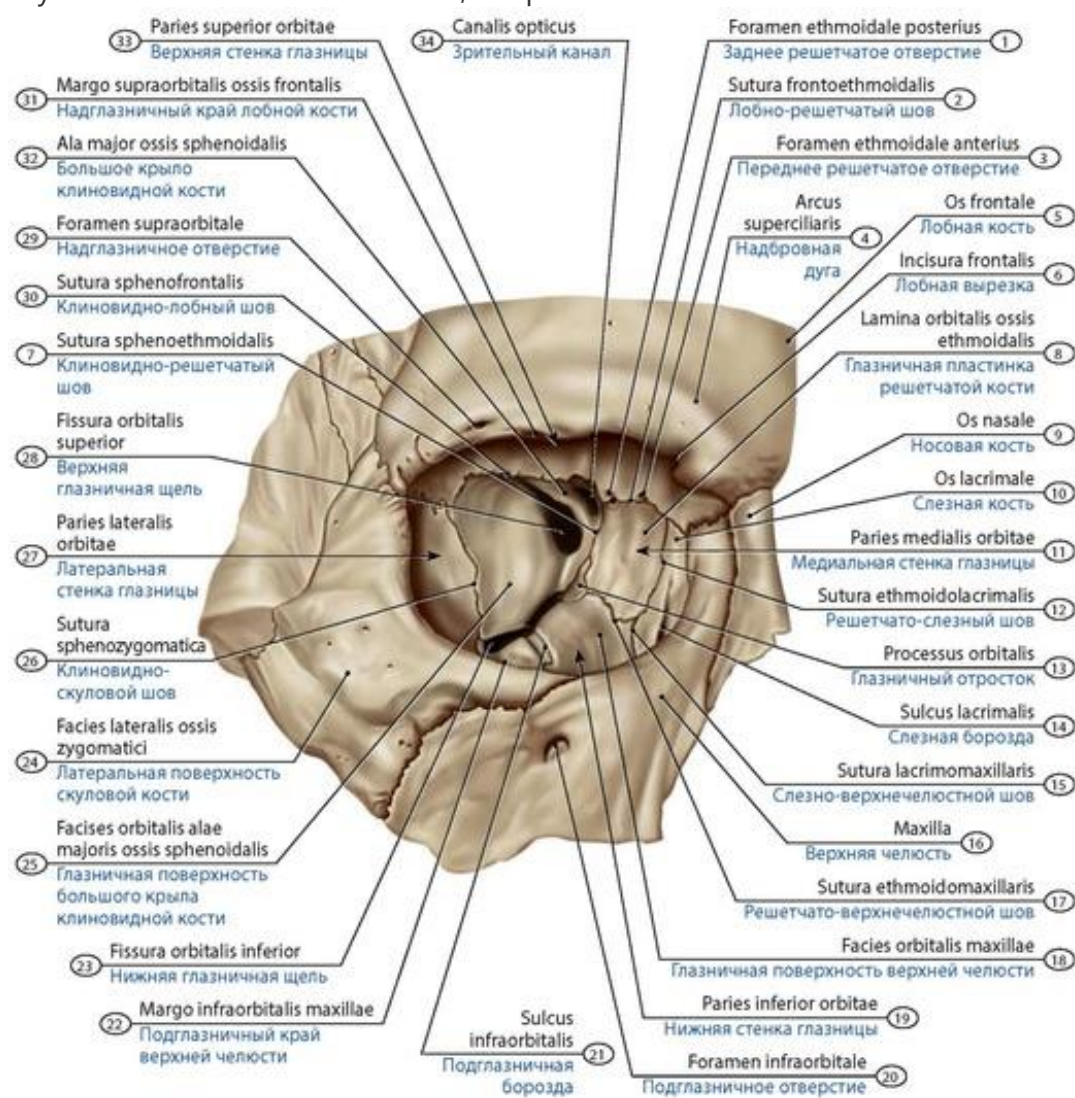 33
Paries superior orbitae
Верхняя стенка глазницы
34
Canalis opticus
Зрительный канал
Foramen ethmoidale posterius
Заднее решетчатое отверстие
1
31
Margo supraorbitalis ossis frontalis
Надглазничный край лобной кости
Sutura frontoethmoidalis
Лобно-решетчатый шов
2
32
Ala major ossis sphenoidalis
Большое крыло
клиновидной кости
Foramen ethmoidale anterius
Переднее решетчатое отверстие
3
Arcus
superciliaris
Надбровная
дуга
4
Os frontale
Лобная кость
5
29
Foramen supraorbitale
Надглазничное отверстие
Incisura frontalis
Лобная вырезка
6
30
Sutura sphenofrontalis
Клиновидно-лобный шов
Lamina orbitalis ossis
ethmoidalis
Глазничная пластинка
решетчатой кости
8
7
Sutura sphenoethmoidalis
Клиновидно-решетчатый
шов
Os nasale
Носовая кость
9
28
Fissura orbitalis
superior
Верхняя
глазничная щель
Os lacrimale
Слезная кость
10
27
Paries lateralis
orbitae
Латеральная
стенка глазницы
Paries medialis orbitae
Медиальная стенка глазницы
11
Sutura ethmoidolacrimalis
Решетчато-слезный шов
12
26
Sutura
sphenozygomatica
Клиновидно-
скуловой шов
Processus orbitalis
Глазничный отросток
13
Sulcus lacrimalis
Слезная борозда
14
24
Facies lateralis ossis
zygomatici
Латеральная поверхность
скуловой кости
Sutura lacrimomaxillaris
Слезно-верхнечелюстной шов
15
Maxilla
Верхняя челюсть
16
25
Facises orbitalis alae
majoris ossis sphenoidalis
Глазничная поверхность
большого крыла
клиновидной кости
Sutura ethmoidomaxillaris
Решетчато-верхнечелюстной шов
17
23
Fissura orbitalis inferior
Нижняя глазничная щель
Facies orbitalis maxillae
Глазничная поверхность верхней челюсти
18
22
Margo infraorbitalis maxillae
Подглазничный край
верхней челюсти
Paries inferior orbitae
Нижняя стенка глазницы
19
Sulcus
infraorbitalis
Подглазничная
борозда
21
Foramen infraorbitale
Подглазничное отверстие
20